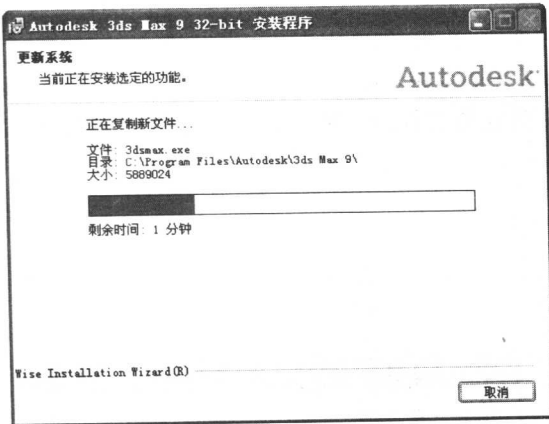 Autodesk 3ds Max 9 32-bit 安装程序
更新系统
当前正在安装选定的功能。
Autodesk
正在复制新文件...
文件: 3dsmax.exe
目录: C:\Program Files\Autodesk\3ds Max 9\
大小: 5889024
剩余时间: 1 分钟
Wise Installation Wizard(R)
取消